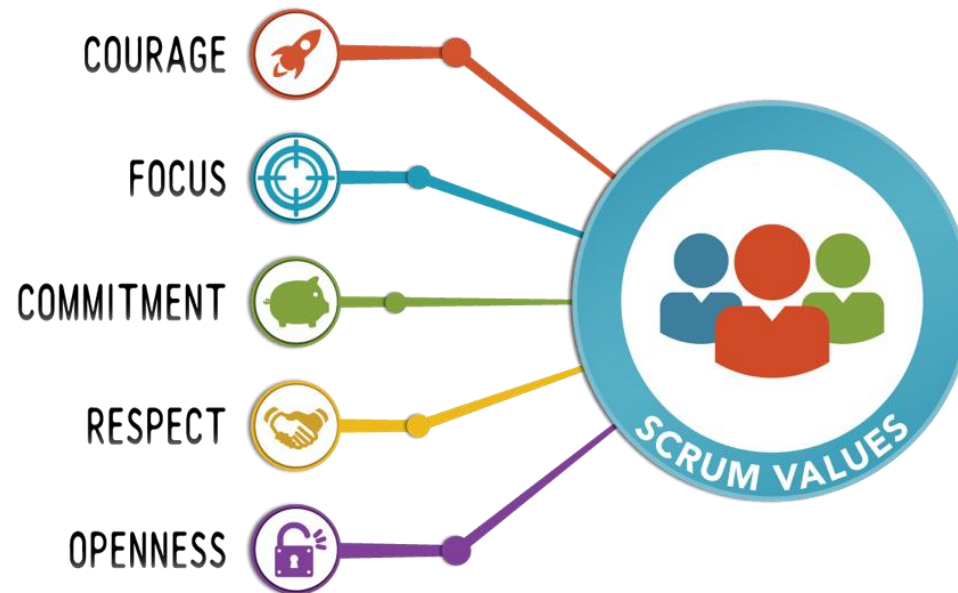 COURAGE
FOCUS
COMMITMENT
RESPECT
OPENNESS
SCRUM VALUES